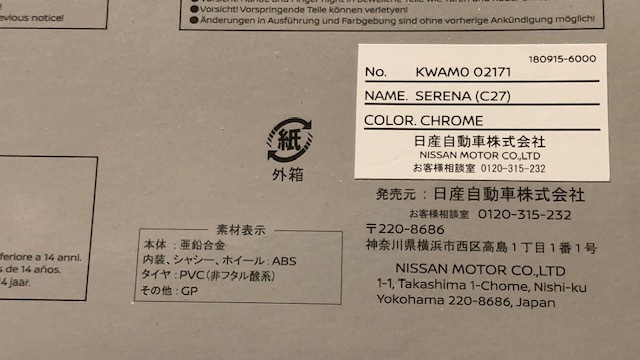 evious notice!
●Vorsicht! Vorspringende Teile können verletzen!
●Änderungen in Ausführung und Farbgebung sind ohne vorherige Ankündigung möglich!
180915-6000
No. KWAM0 02171
NAME. SERENA (C27)
COLOR. CHROME
日産自動車株式会社
NISSAN MOTOR CO.,LTD
お客様相談室 0120-315-232
紙
外箱
発売元:日産自動車株式会社
お客様相談室 0120-315-232
〒220-8686
神奈川県横浜市西区高島1丁目1番1号
NISSAN MOTOR CO.,LTD
1-1, Takashima 1-Chome, Nishi-ku
Yokohama 220-8686, Japan
素材表示
本体:亜鉛合金
内装、シャシー、ホイール:ABS
タイヤ:PVC(非フタル酸系)
その他:GP
feriore a 14 anni.
s de 14 años.
14 jaar.